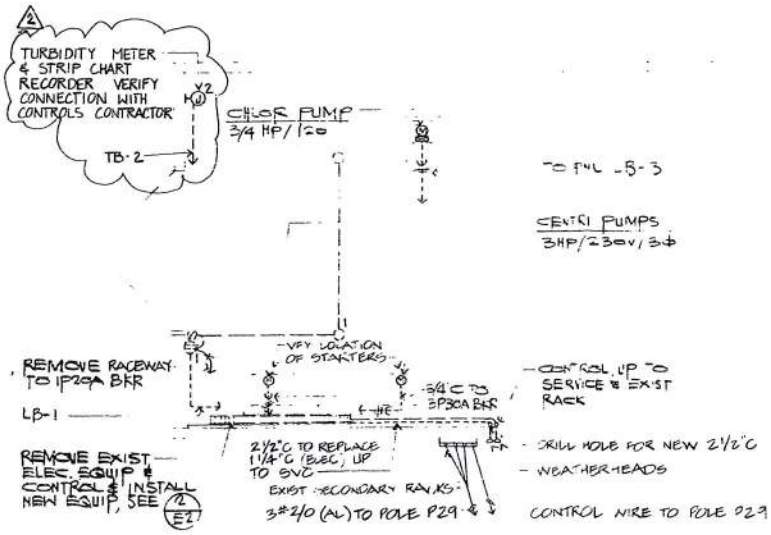 2
TURBIDITY METER
& STRIP CHART
RECORDER VERIFY
CONNECTION WITH
CONTROLS CONTRACTOR
TB-2
CHLOR PUMP
3/4 HP/120
CENTRI PUMPS
3HP/230V/3φ
VFY LOCATION
OF STARTERS
REMOVE RACEWAY
TO 1P20A BKR
LB-1
3/4"C TO
3P30A BKR
CONTROL UP TO
SERVICE & EXIST
RACK
REMOVE EXIST
ELEC. EQUIP &
CONTROL & INSTALL
NEW EQUIP, SEE
2
E2
2 1/2"C TO REPLACE
1 1/4"C (ELEC) UP
TO SVC
DRILL HOLE FOR NEW 2 1/2"C
WEATHERHEADS
EXIST SECONDARY
3#2/0 (AL) TO POLE P29
CONTROL WIRE TO POLE P29